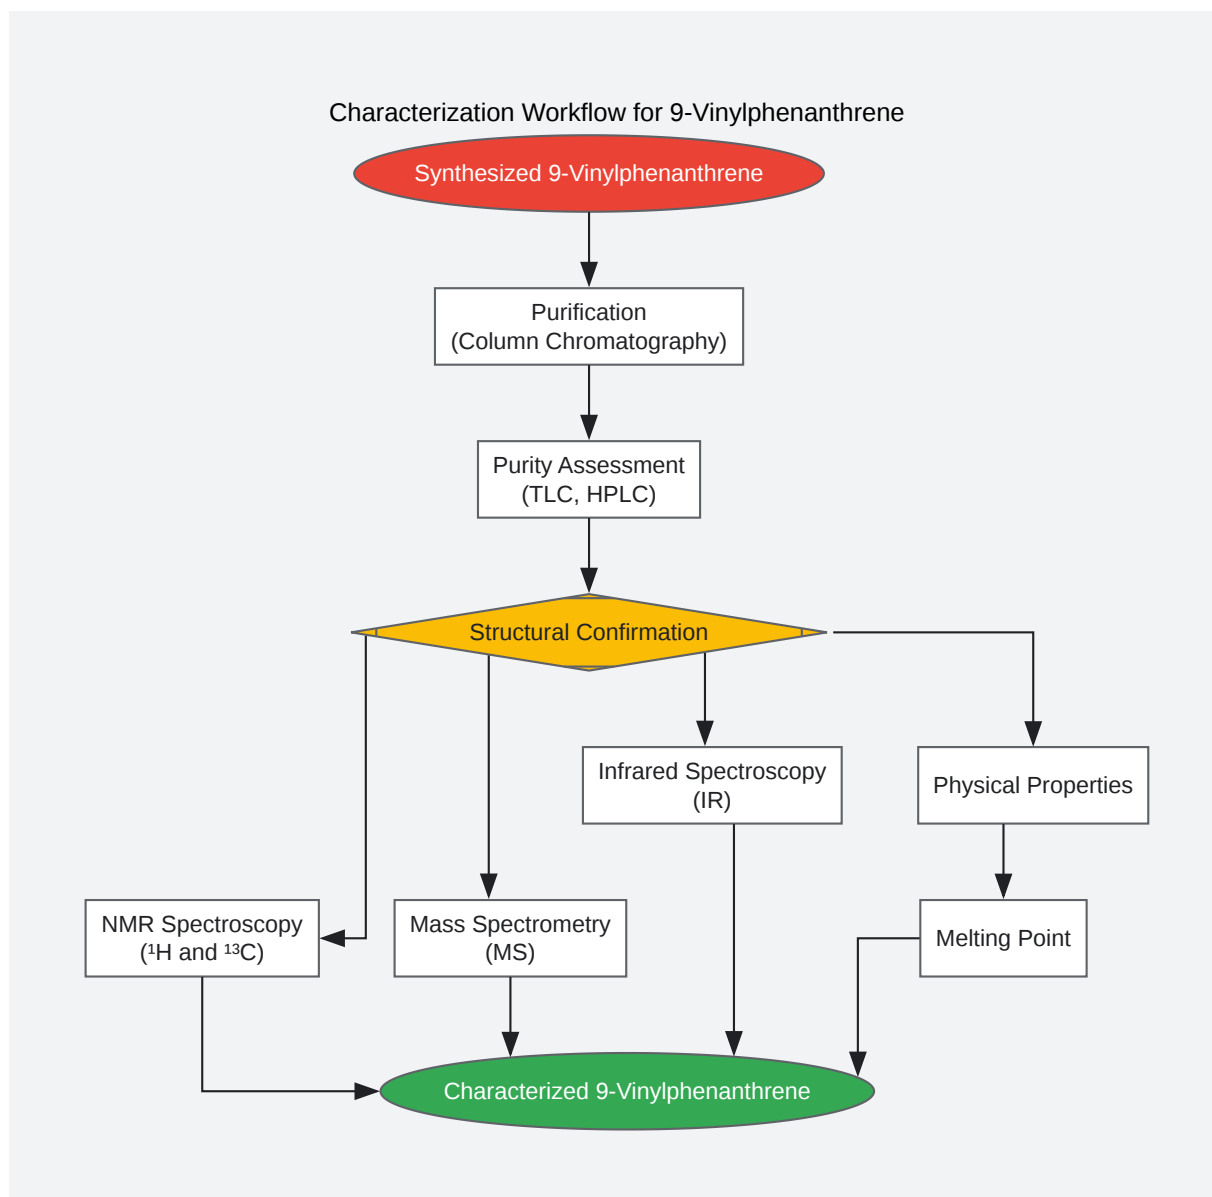 Characterization Workflow for 9-Vinylphenanthrene
Synthesized 9-Vinylphenanthrene
Purification
(Column Chromatography)
Purity Assessment
(TLC, HPLC)
Structural Confirmation
Infrared Spectroscopy
(IR)
Physical Properties
NMR Spectroscopy
(¹H and ¹³C)
Mass Spectrometry
(MS)
Melting Point
Characterized 9-Vinylphenanthrene